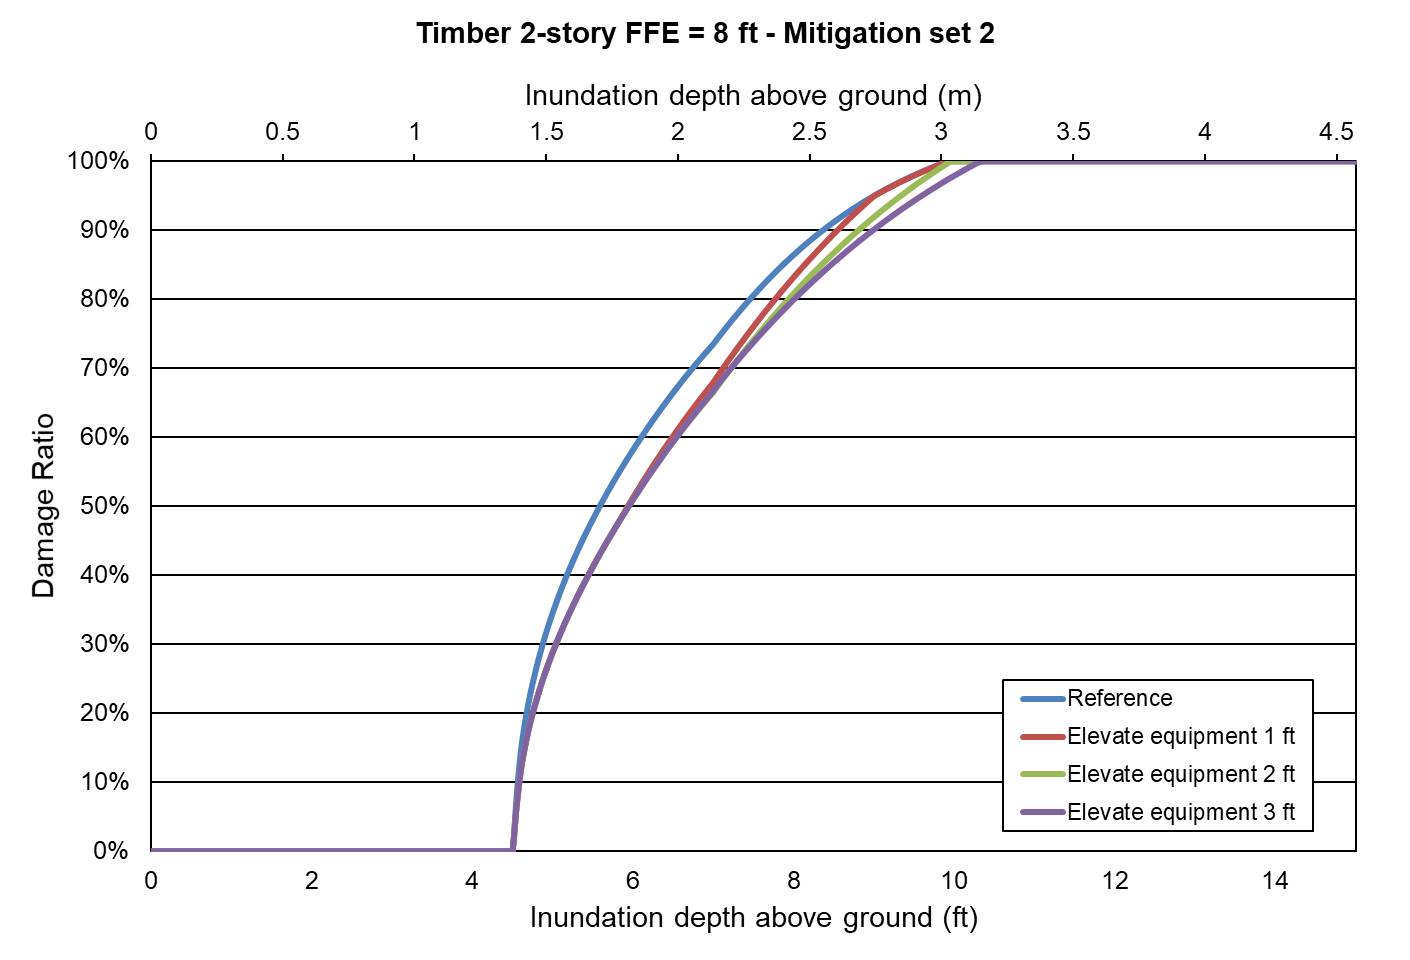 Timber 2-story FFE = 8 ft - Mitigation set 2
Inundation depth above ground (m)
0 0.5 1 1.5 2 2.5 3 3.5 4 4.5
100%
90%
80%
70%
60%
50%
40%
30%
20%
10%
0%
Damage Ratio
Reference
Elevate equipment 1 ft
Elevate equipment 2 ft
Elevate equipment 3 ft
0 2 4 6 8 10 12 14
Inundation depth above ground (ft)